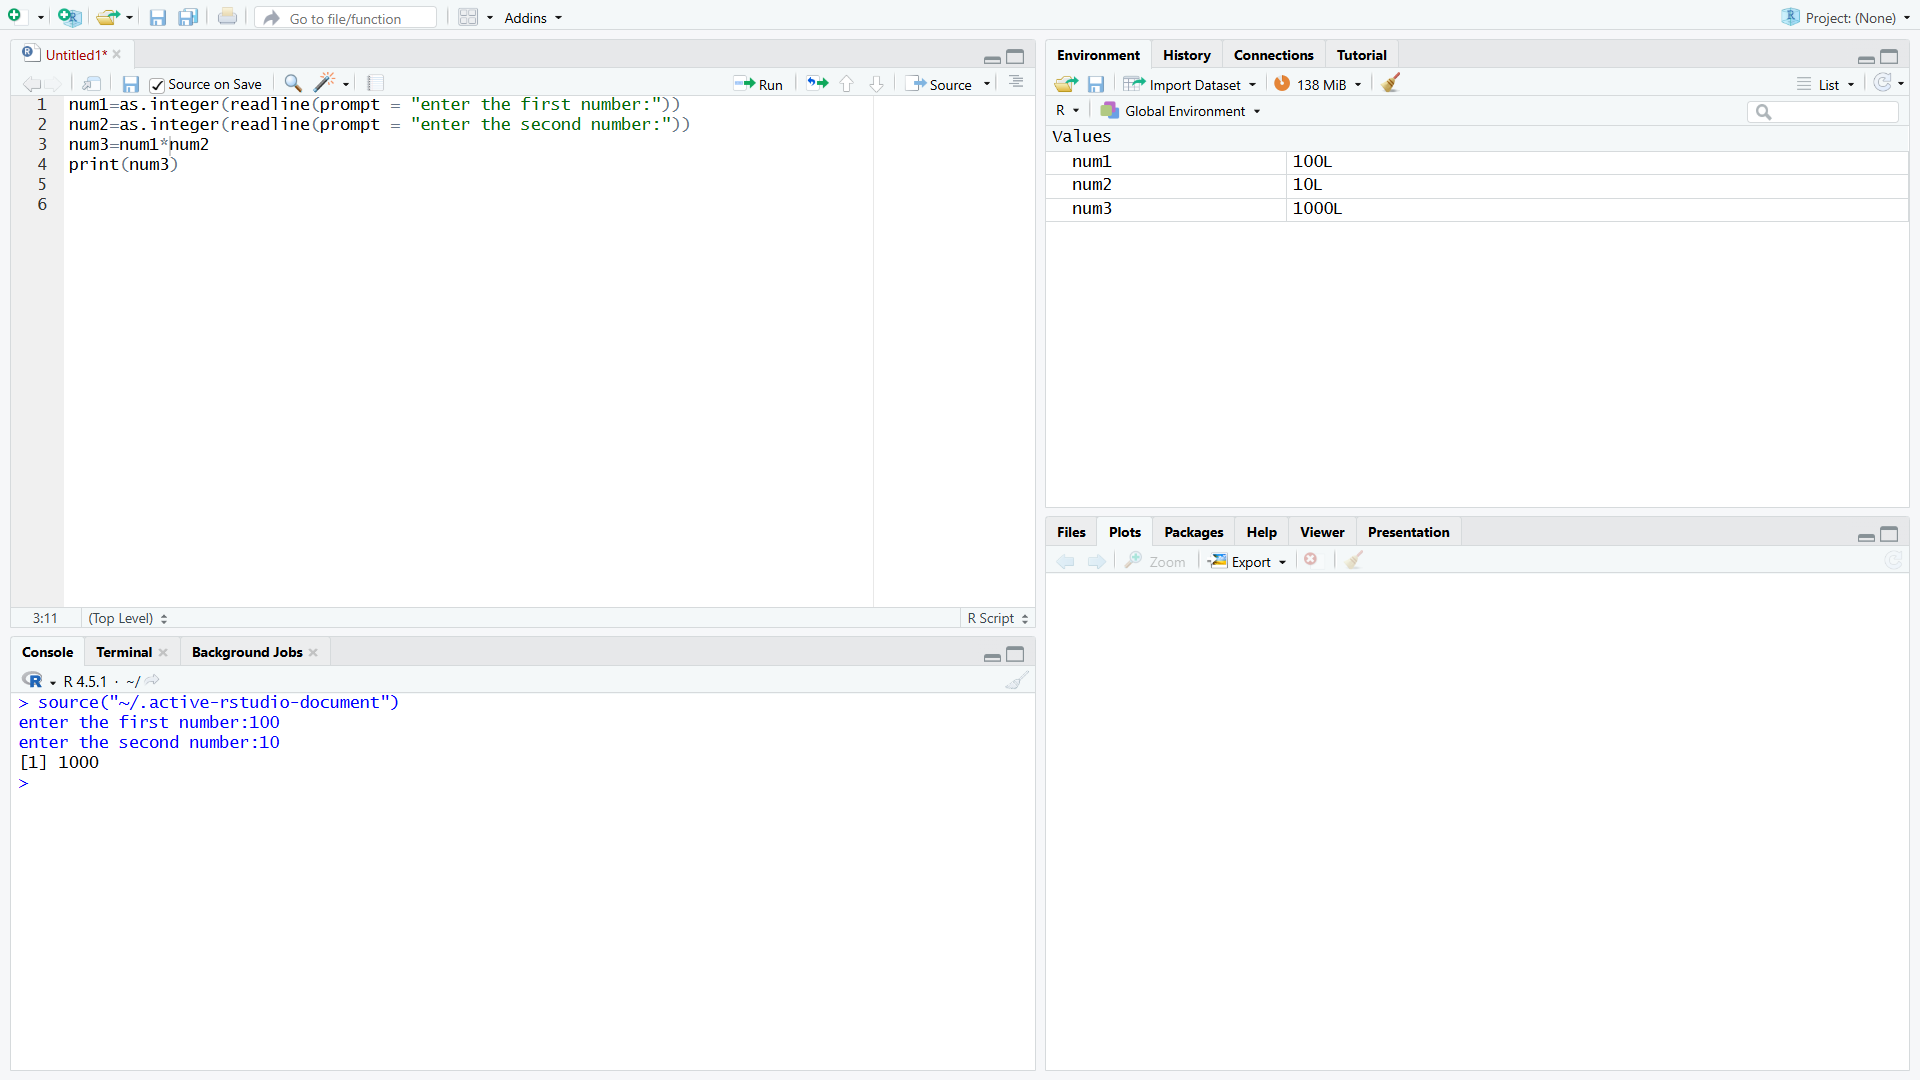 Go to file/function
Addins
Project: (None)
Untitled1*
Source on Save
Run
Source
1 num1=as.integer(readline(prompt = "enter the first number:"))
2 num2=as.integer(readline(prompt = "enter the second number:"))
3 num3=num1*num2
4 print(num3)
5
6
3:11 (Top Level) R Script
Console Terminal Background Jobs
R 4.5.1 · ~/
> source("~/.active-rstudio-document")
enter the first number:100
enter the second number:10
[1] 1000
>
Environment History Connections Tutorial
Import Dataset 138 MiB List
R Global Environment
Values
num1 100L
num2 10L
num3 1000L
Files Plots Packages Help Viewer Presentation
Zoom Export